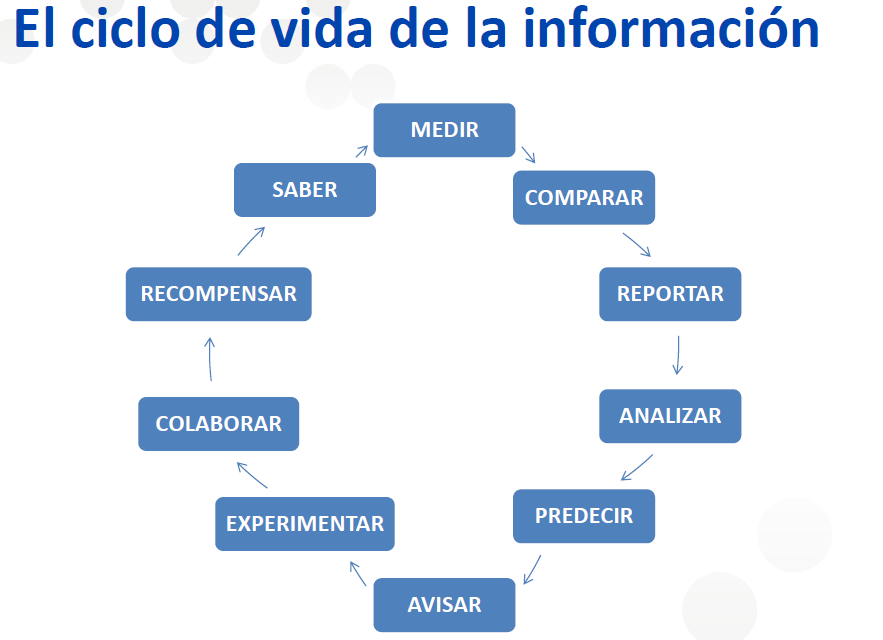 El ciclo de vida de la información
MEDIR
COMPARAR
REPORTAR
ANALIZAR
PREDECIR
AVISAR
EXPERIMENTAR
COLABORAR
RECOMPENSAR
SABER